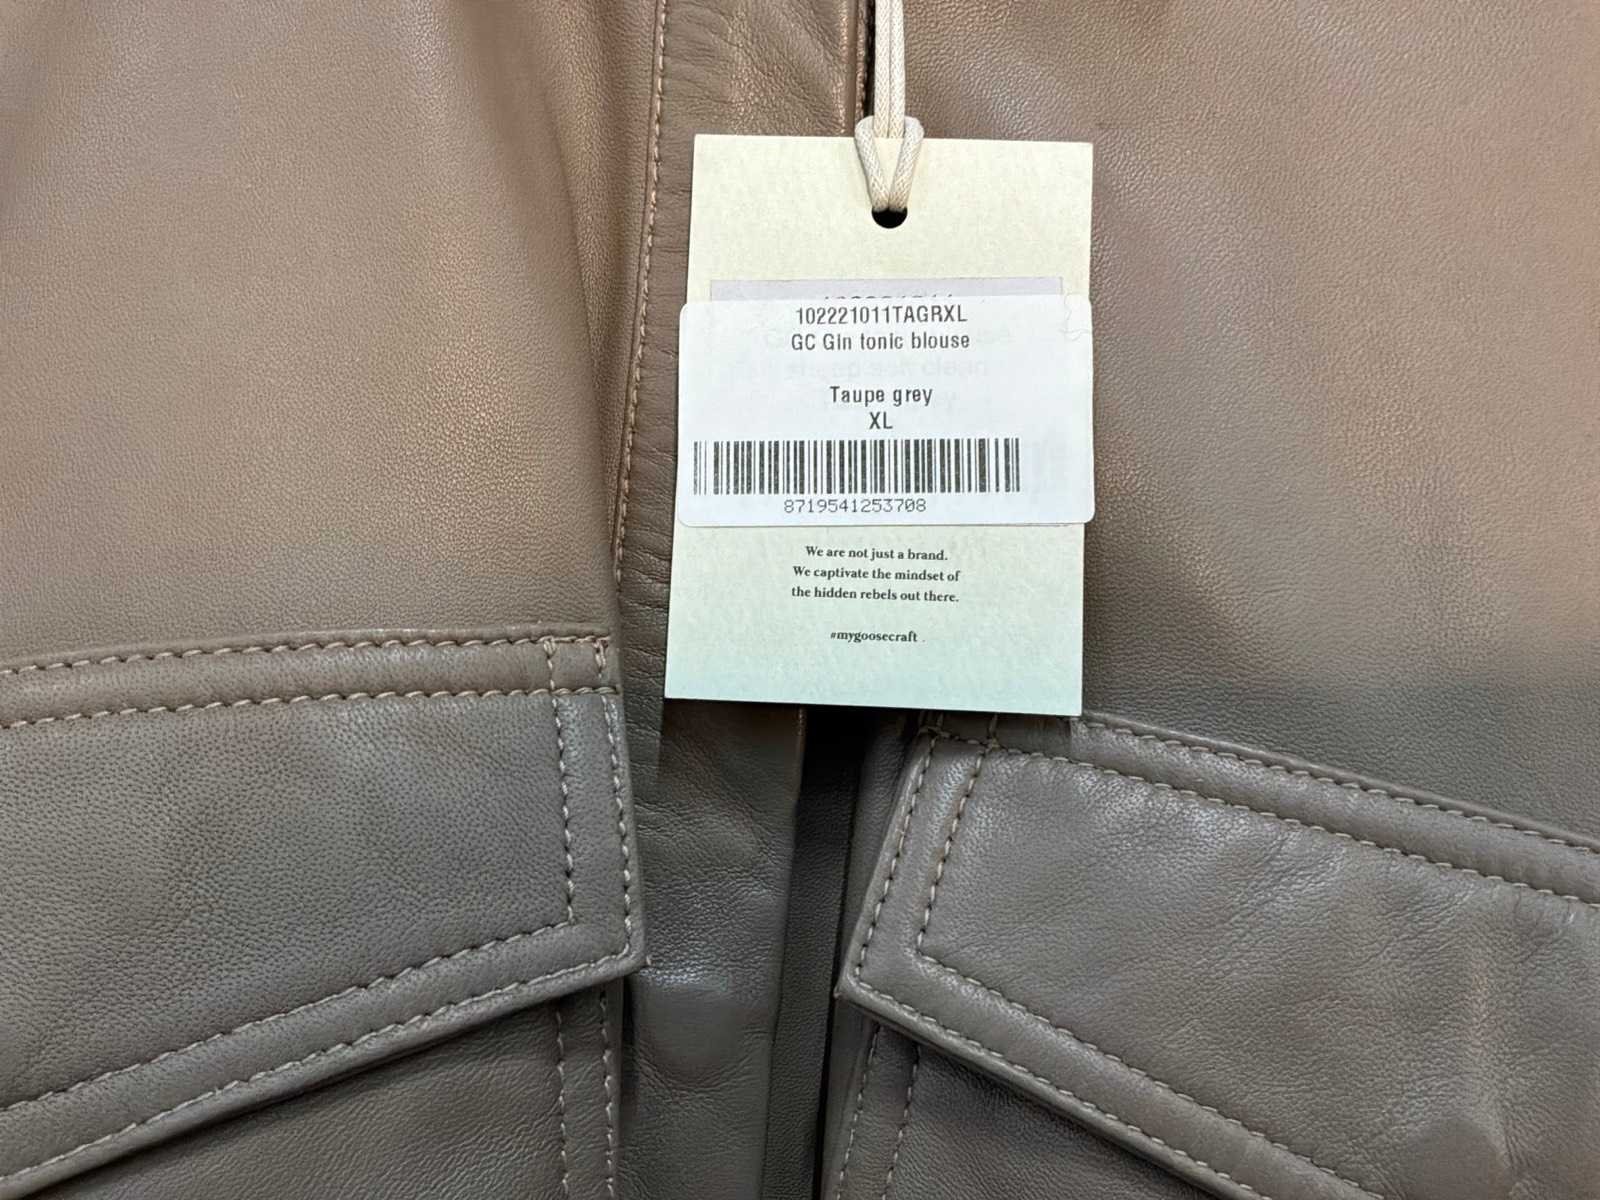 102221011TAGRXL
GC Gin tonic blouse
Taupe grey
XL
8719541253708
We are not just a brand.
We captivate the mindset of
the hidden rebels out there.
#mygoosecraft